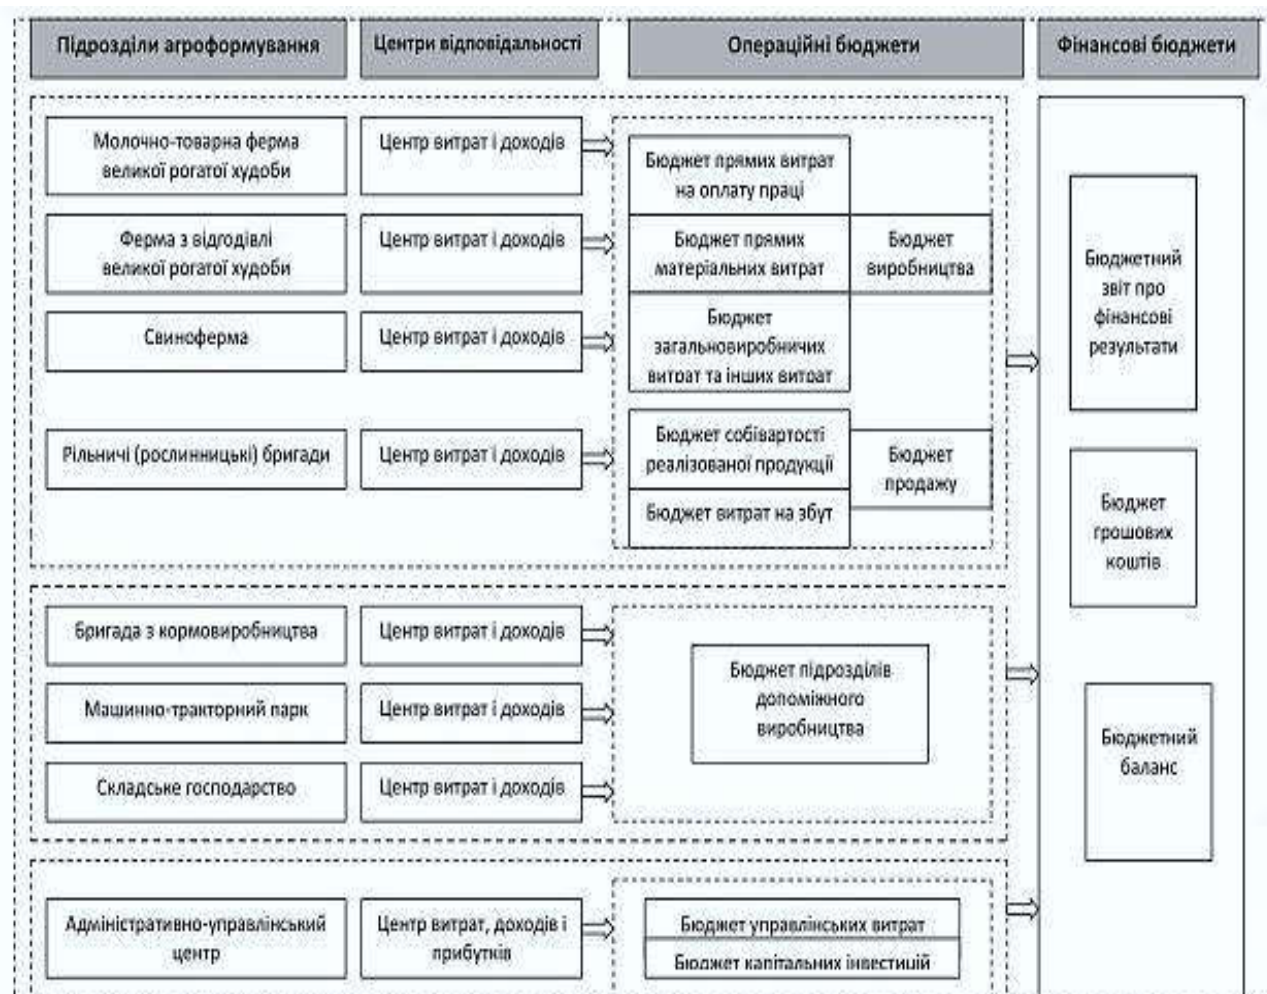 Підрозділи агроформування
Центри відповідальності
Операційні бюджети
Фінансові бюджети
Молочно-товарна ферма
великої рогатої худоби
Центр витрат і доходів
Бюджет прямих витрат
на оплату праці
Ферма з відгодівлі
великої рогатої худоби
Центр витрат і доходів
Бюджет прямих
матеріальних витрат
Бюджет
виробництва
Свиноферма
Центр витрат і доходів
Бюджет
загальновиробничих
витрат та інших витрат
Рільничі (рослинницькі) бригади
Центр витрат і доходів
Бюджет собівартості
реалізованої продукції
Бюджет
продажу
Бюджет витрат на збут
Бригада з кормовиробництва
Центр витрат і доходів
Машинно-тракторний парк
Центр витрат і доходів
Складське господарство
Центр витрат і доходів
Бюджет підрозділів
допоміжного
виробництва
Адміністративно-управлінський
центр
Центр витрат, доходів і
прибутків
Бюджет управлінських витрат
Бюджет капітальних інвестицій
Бюджетний
звіт про
фінансові
результати
Бюджет
грошових
коштів
Бюджетний
баланс